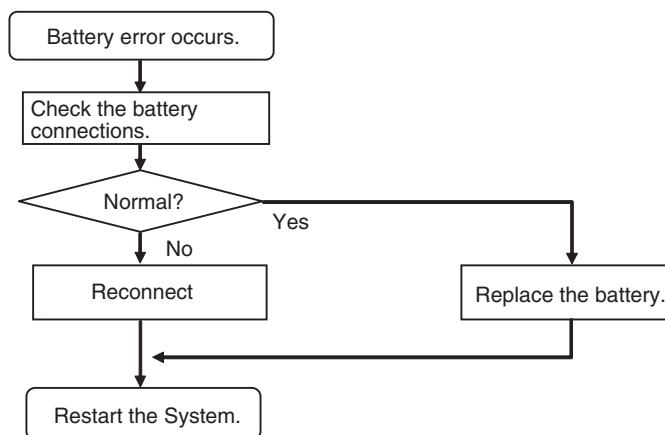 Battery error occurs.
Check the battery
connections.
Normal?
Yes
No
Reconnect
Replace the battery.
Restart the System.